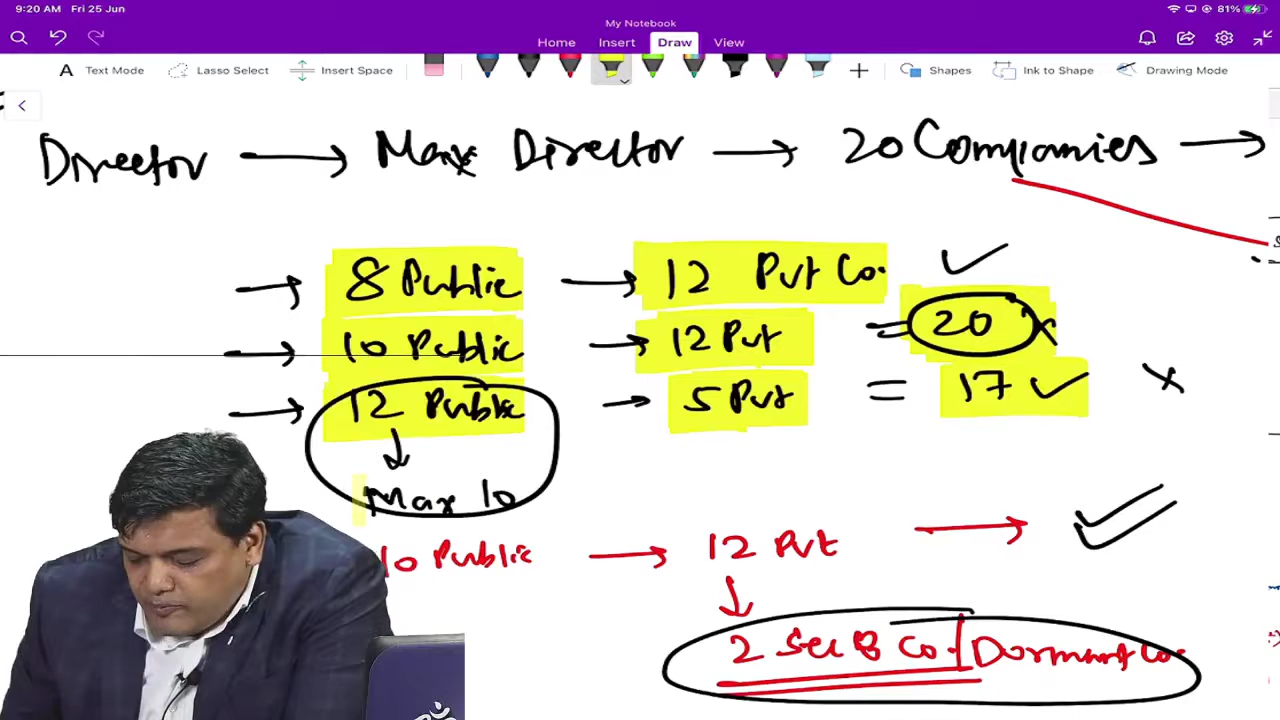 9:20 AM Fri 25 Jun 81%
My Notebook
Home Insert Draw View
Text Mode Lasso Select Insert Space Shapes Ink to Shape Drawing Mode
Director → Max Director → 20 Companies →
→ 8 Public → 12 Pvt Co. ✓
→ 10 Public → 12 Pvt = 20 x
→ 12 Public → 5 Pvt = 17 ✓ x
↓
Max 10
10 Public → 12 Pvt → ✓
↓
2 Sec 8 Co. / Dormant Co.